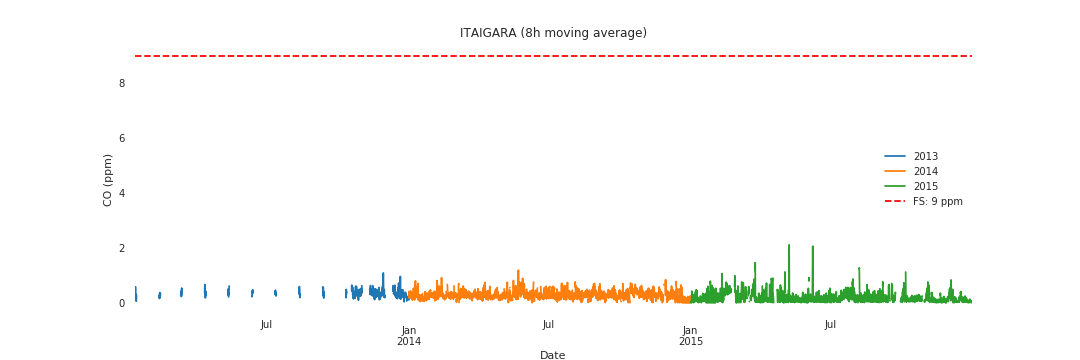 ITAIGARA (8h moving average)
8
6
4
2
0
CO (ppm)
2013
2014
2015
FS: 9 ppm
Jul
Jan
2014
Jul
Jan
2015
Jul
Date